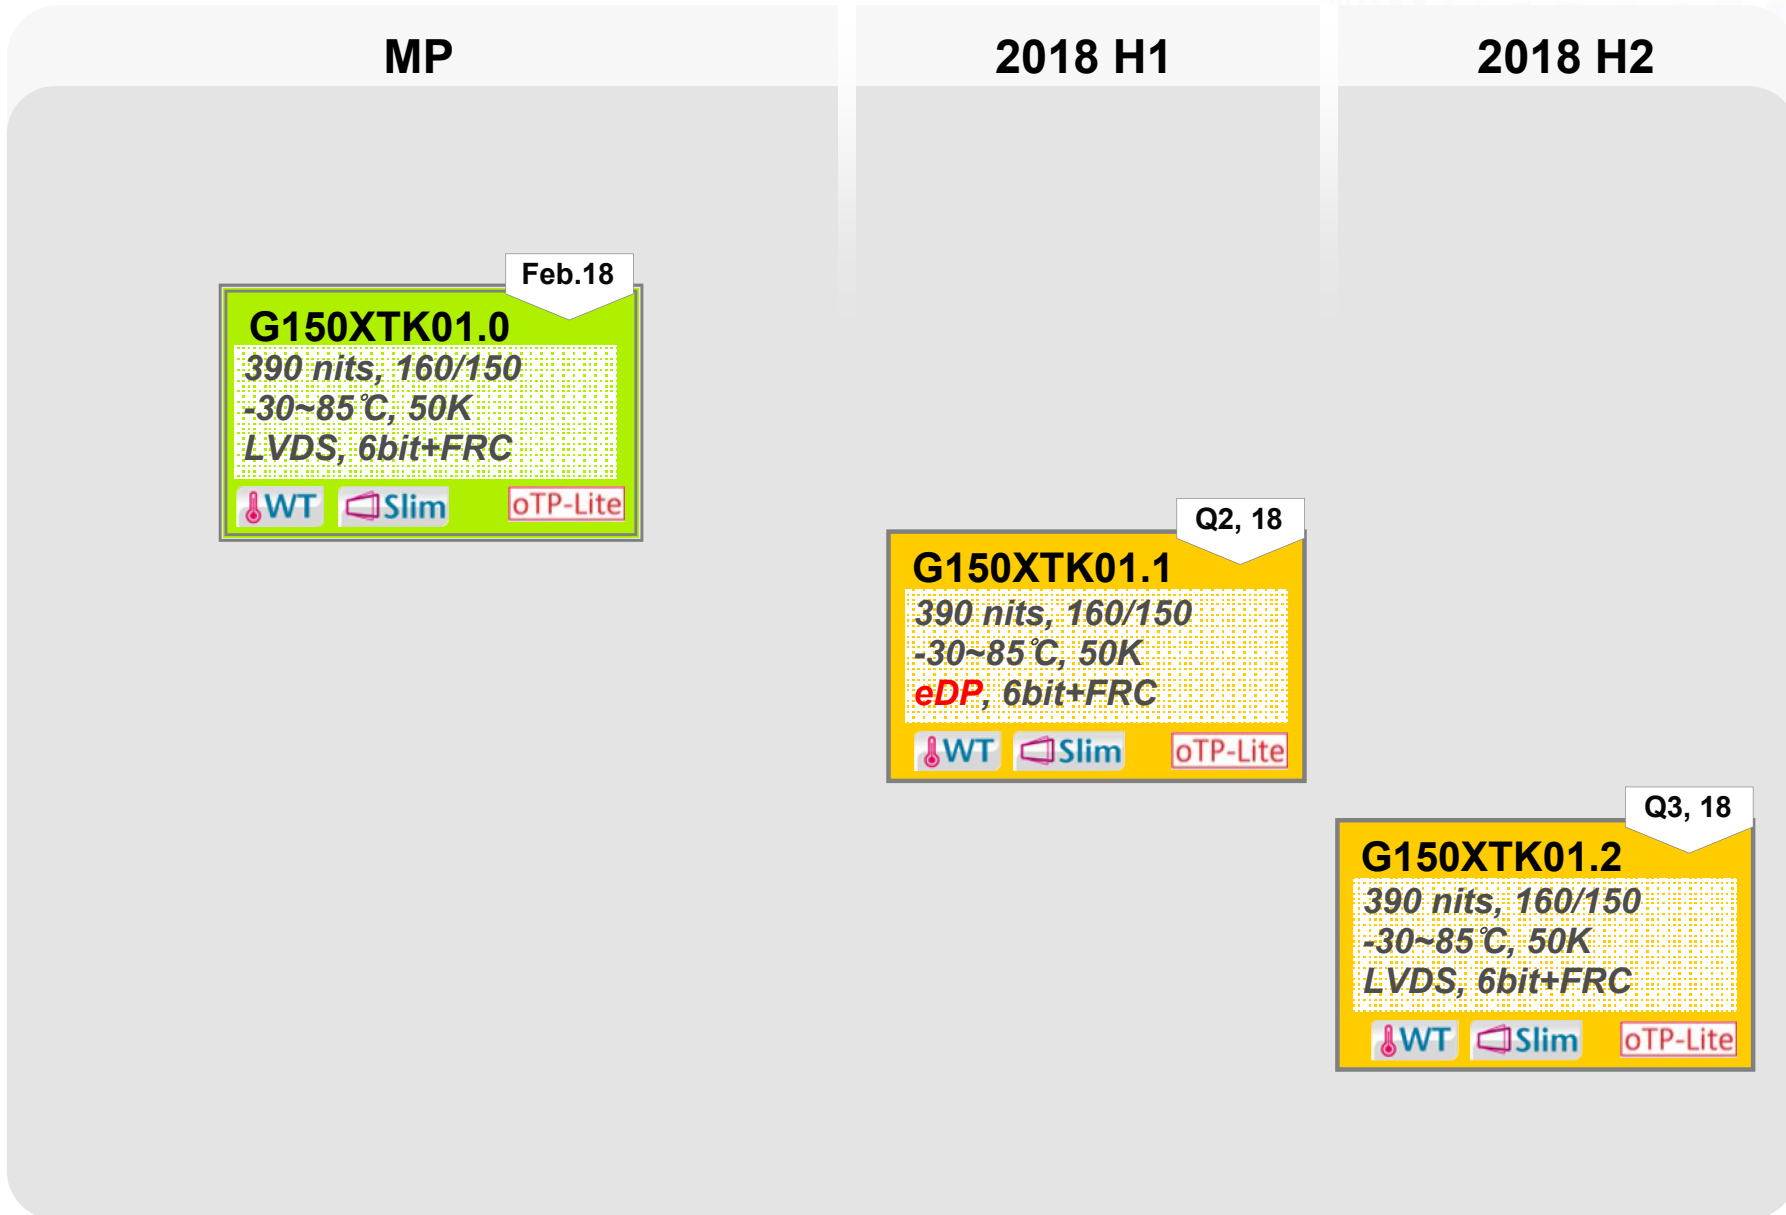 MP
2018 H1
2018 H2
Feb.18
G150XTK01.0
390 nits, 160/150
-30~85℃, 50K
LVDS, 6bit+FRC
WT Slim oTP-Lite
Q2, 18
G150XTK01.1
390 nits, 160/150
-30~85℃, 50K
eDP, 6bit+FRC
WT Slim oTP-Lite
Q3, 18
G150XTK01.2
390 nits, 160/150
-30~85℃, 50K
LVDS, 6bit+FRC
WT Slim oTP-Lite